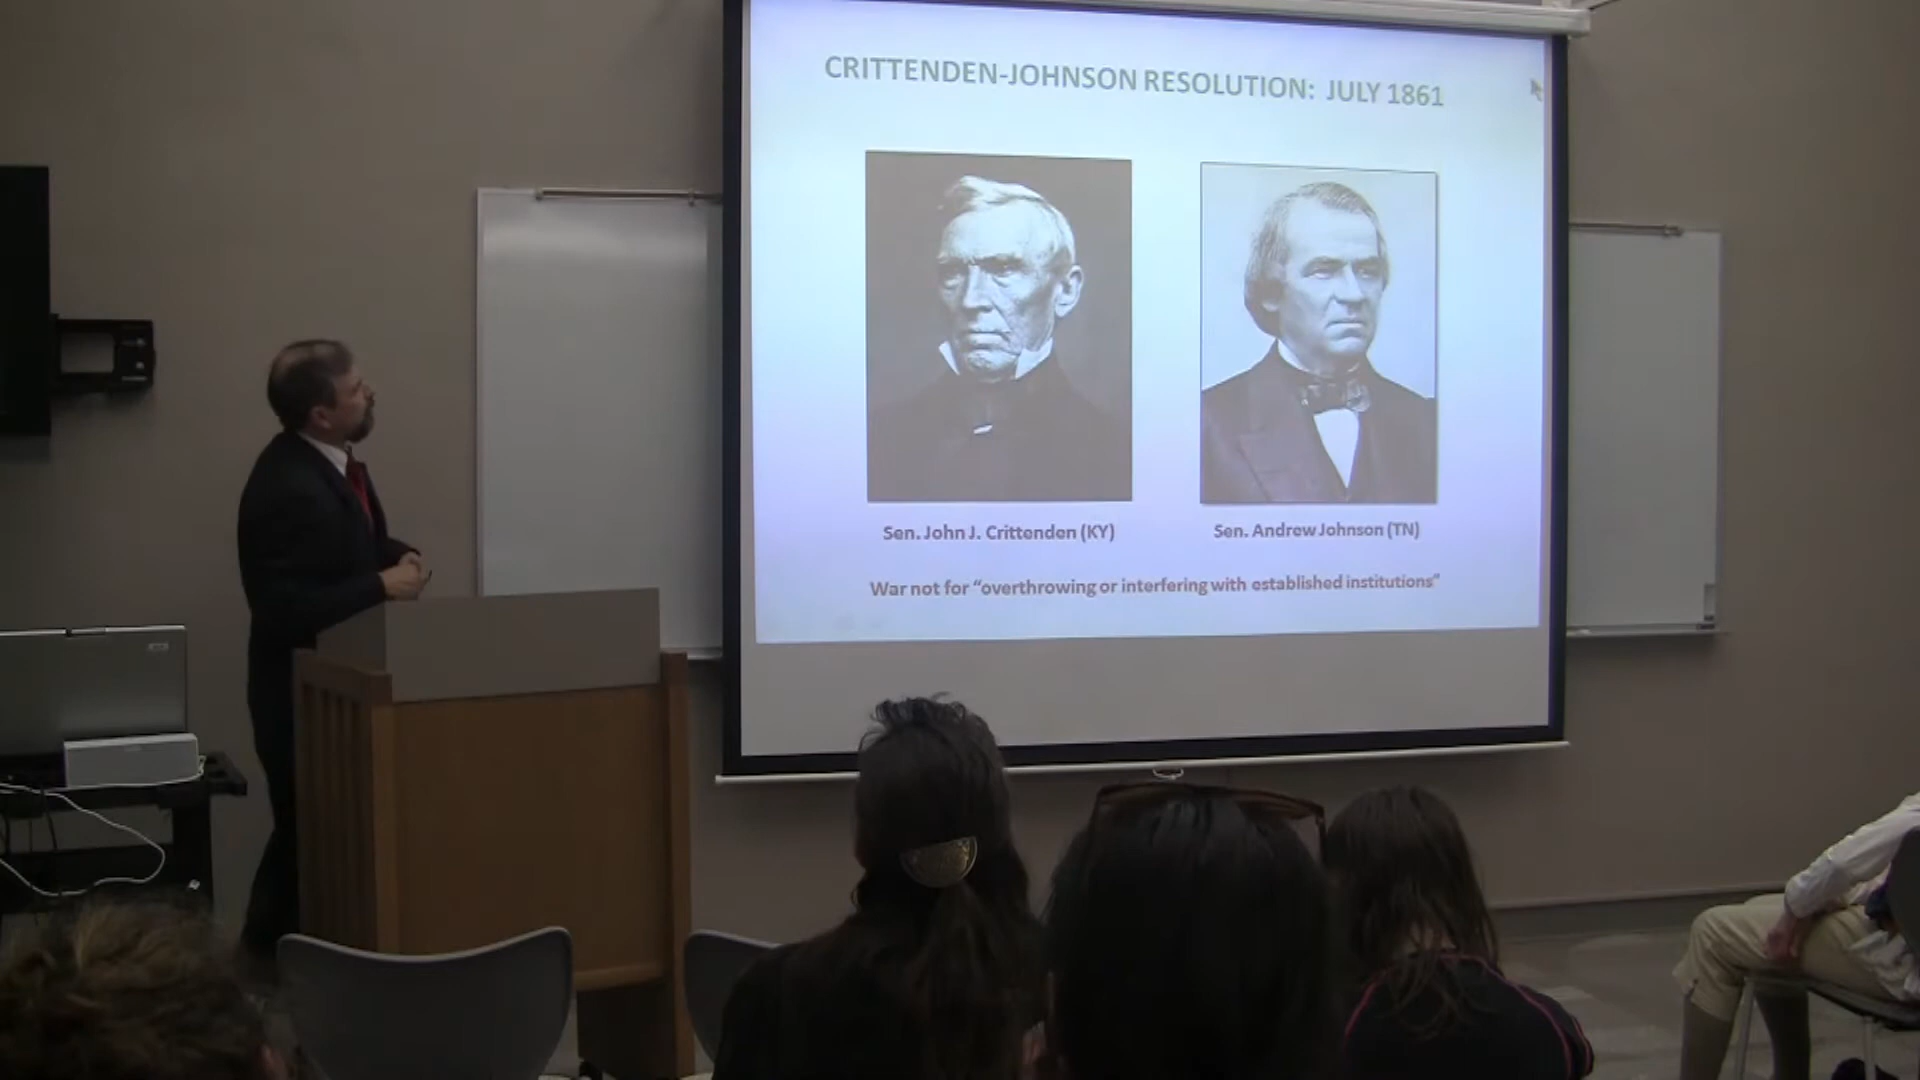 CRITTENDEN-JOHNSON RESOLUTION: JULY 1861
Sen. John J. Crittenden (KY)
Sen. Andrew Johnson (TN)
War not for “overthrowing or interfering with established institutions”